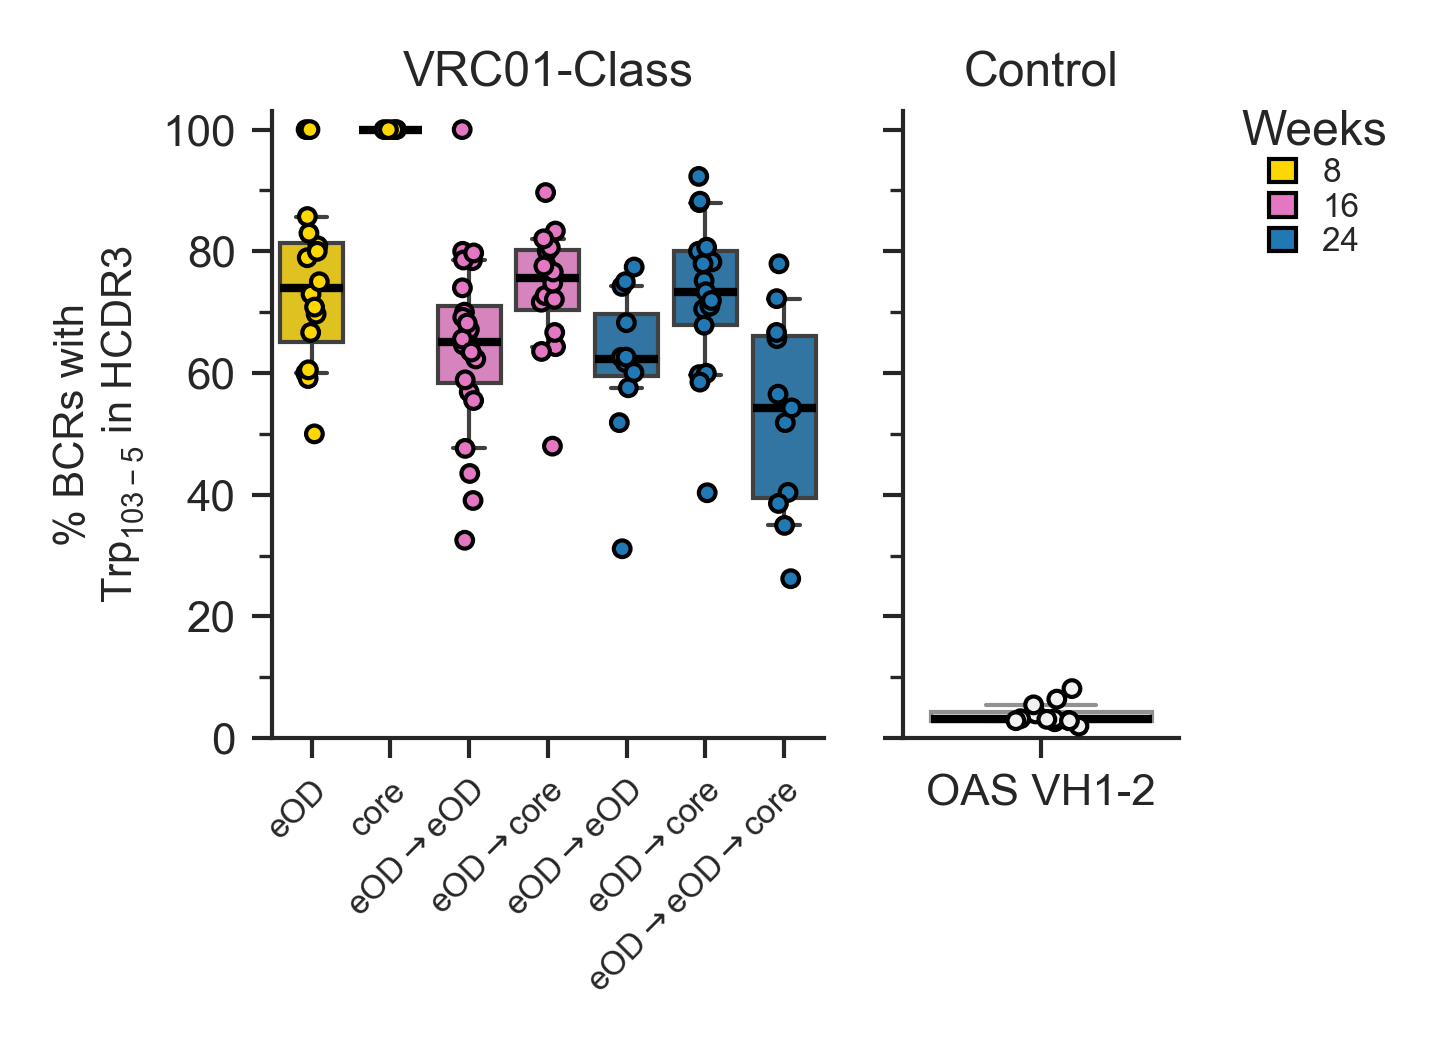 VRC01-Class
Control
Weeks
8
16
24
% BCRs with
Trp103 – 5 in HCDR3
100
80
60
40
20
0
eOD
core
eOD→eOD
eOD→core
eOD→eOD
eOD→core
eOD→eOD→core
OAS VH1-2